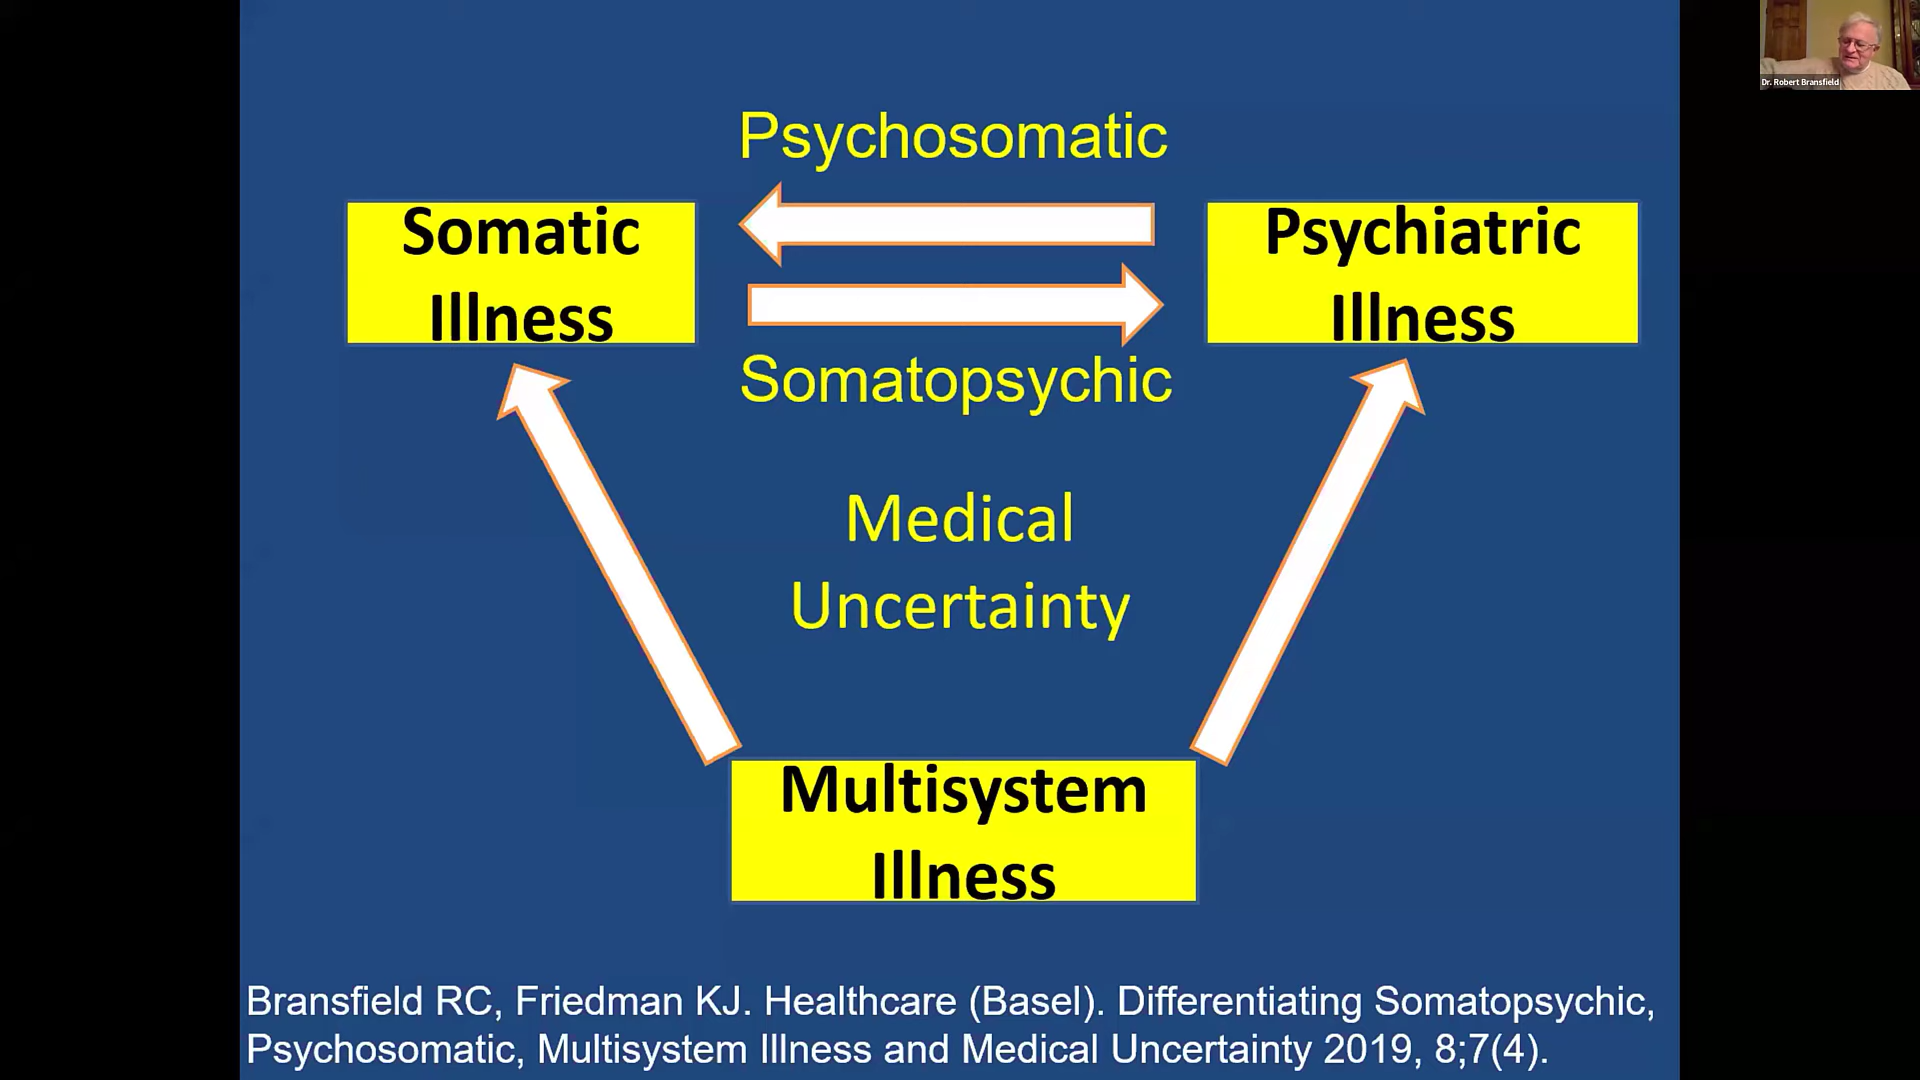 Psychosomatic
Somatic
Illness
Psychiatric
Illness
Somatopsychic
Medical
Uncertainty
Multisystem
Illness
Bransfield RC, Friedman KJ. Healthcare (Basel). Differentiating Somatopsychic,
Psychosomatic, Multisystem Illness and Medical Uncertainty 2019, 8;7(4).
Dr. Robert Bransfield